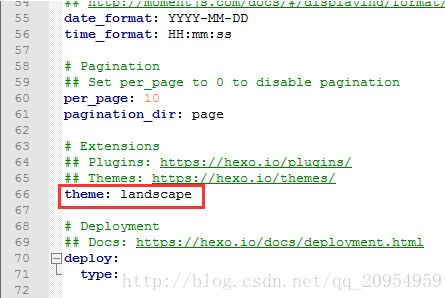 54 ## http://momentjs.com/docs/#/displaying/format/
55 date_format: YYYY-MM-DD
56 time_format: HH:mm:ss
57
58 # Pagination
59 ## Set per_page to 0 to disable pagination
60 per_page: 10
61 pagination_dir: page
62
63 # Extensions
64 ## Plugins: https://hexo.io/plugins/
65 ## Themes: https://hexo.io/themes/
66 theme: landscape
67
68 # Deployment
69 ## Docs: https://hexo.io/docs/deployment.html
70 deploy:
71 type:
72
http://blog.csdn.net/qq_20954959